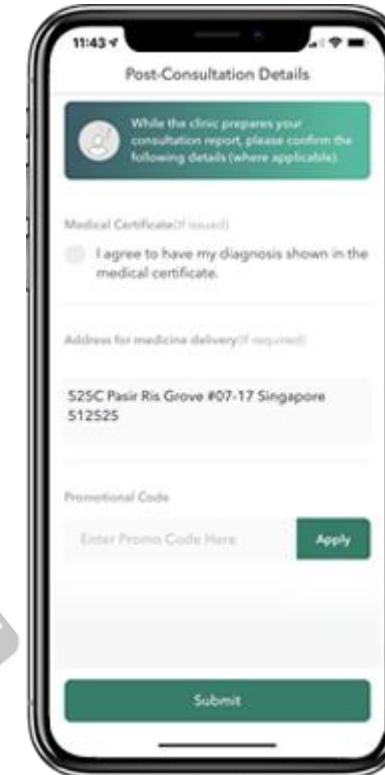 11:43
Post-Consultation Details
While the clinic prepares your
consultation report, please confirm the
following details (where applicable).
Medical Certificate(If issued)
I agree to have my diagnosis shown in the
medical certificate.
Address for medicine delivery(If required)
525C Pasir Ris Grove #07-17 Singapore
512525
Promotional Code
Enter Promo Code Here
Apply
Submit